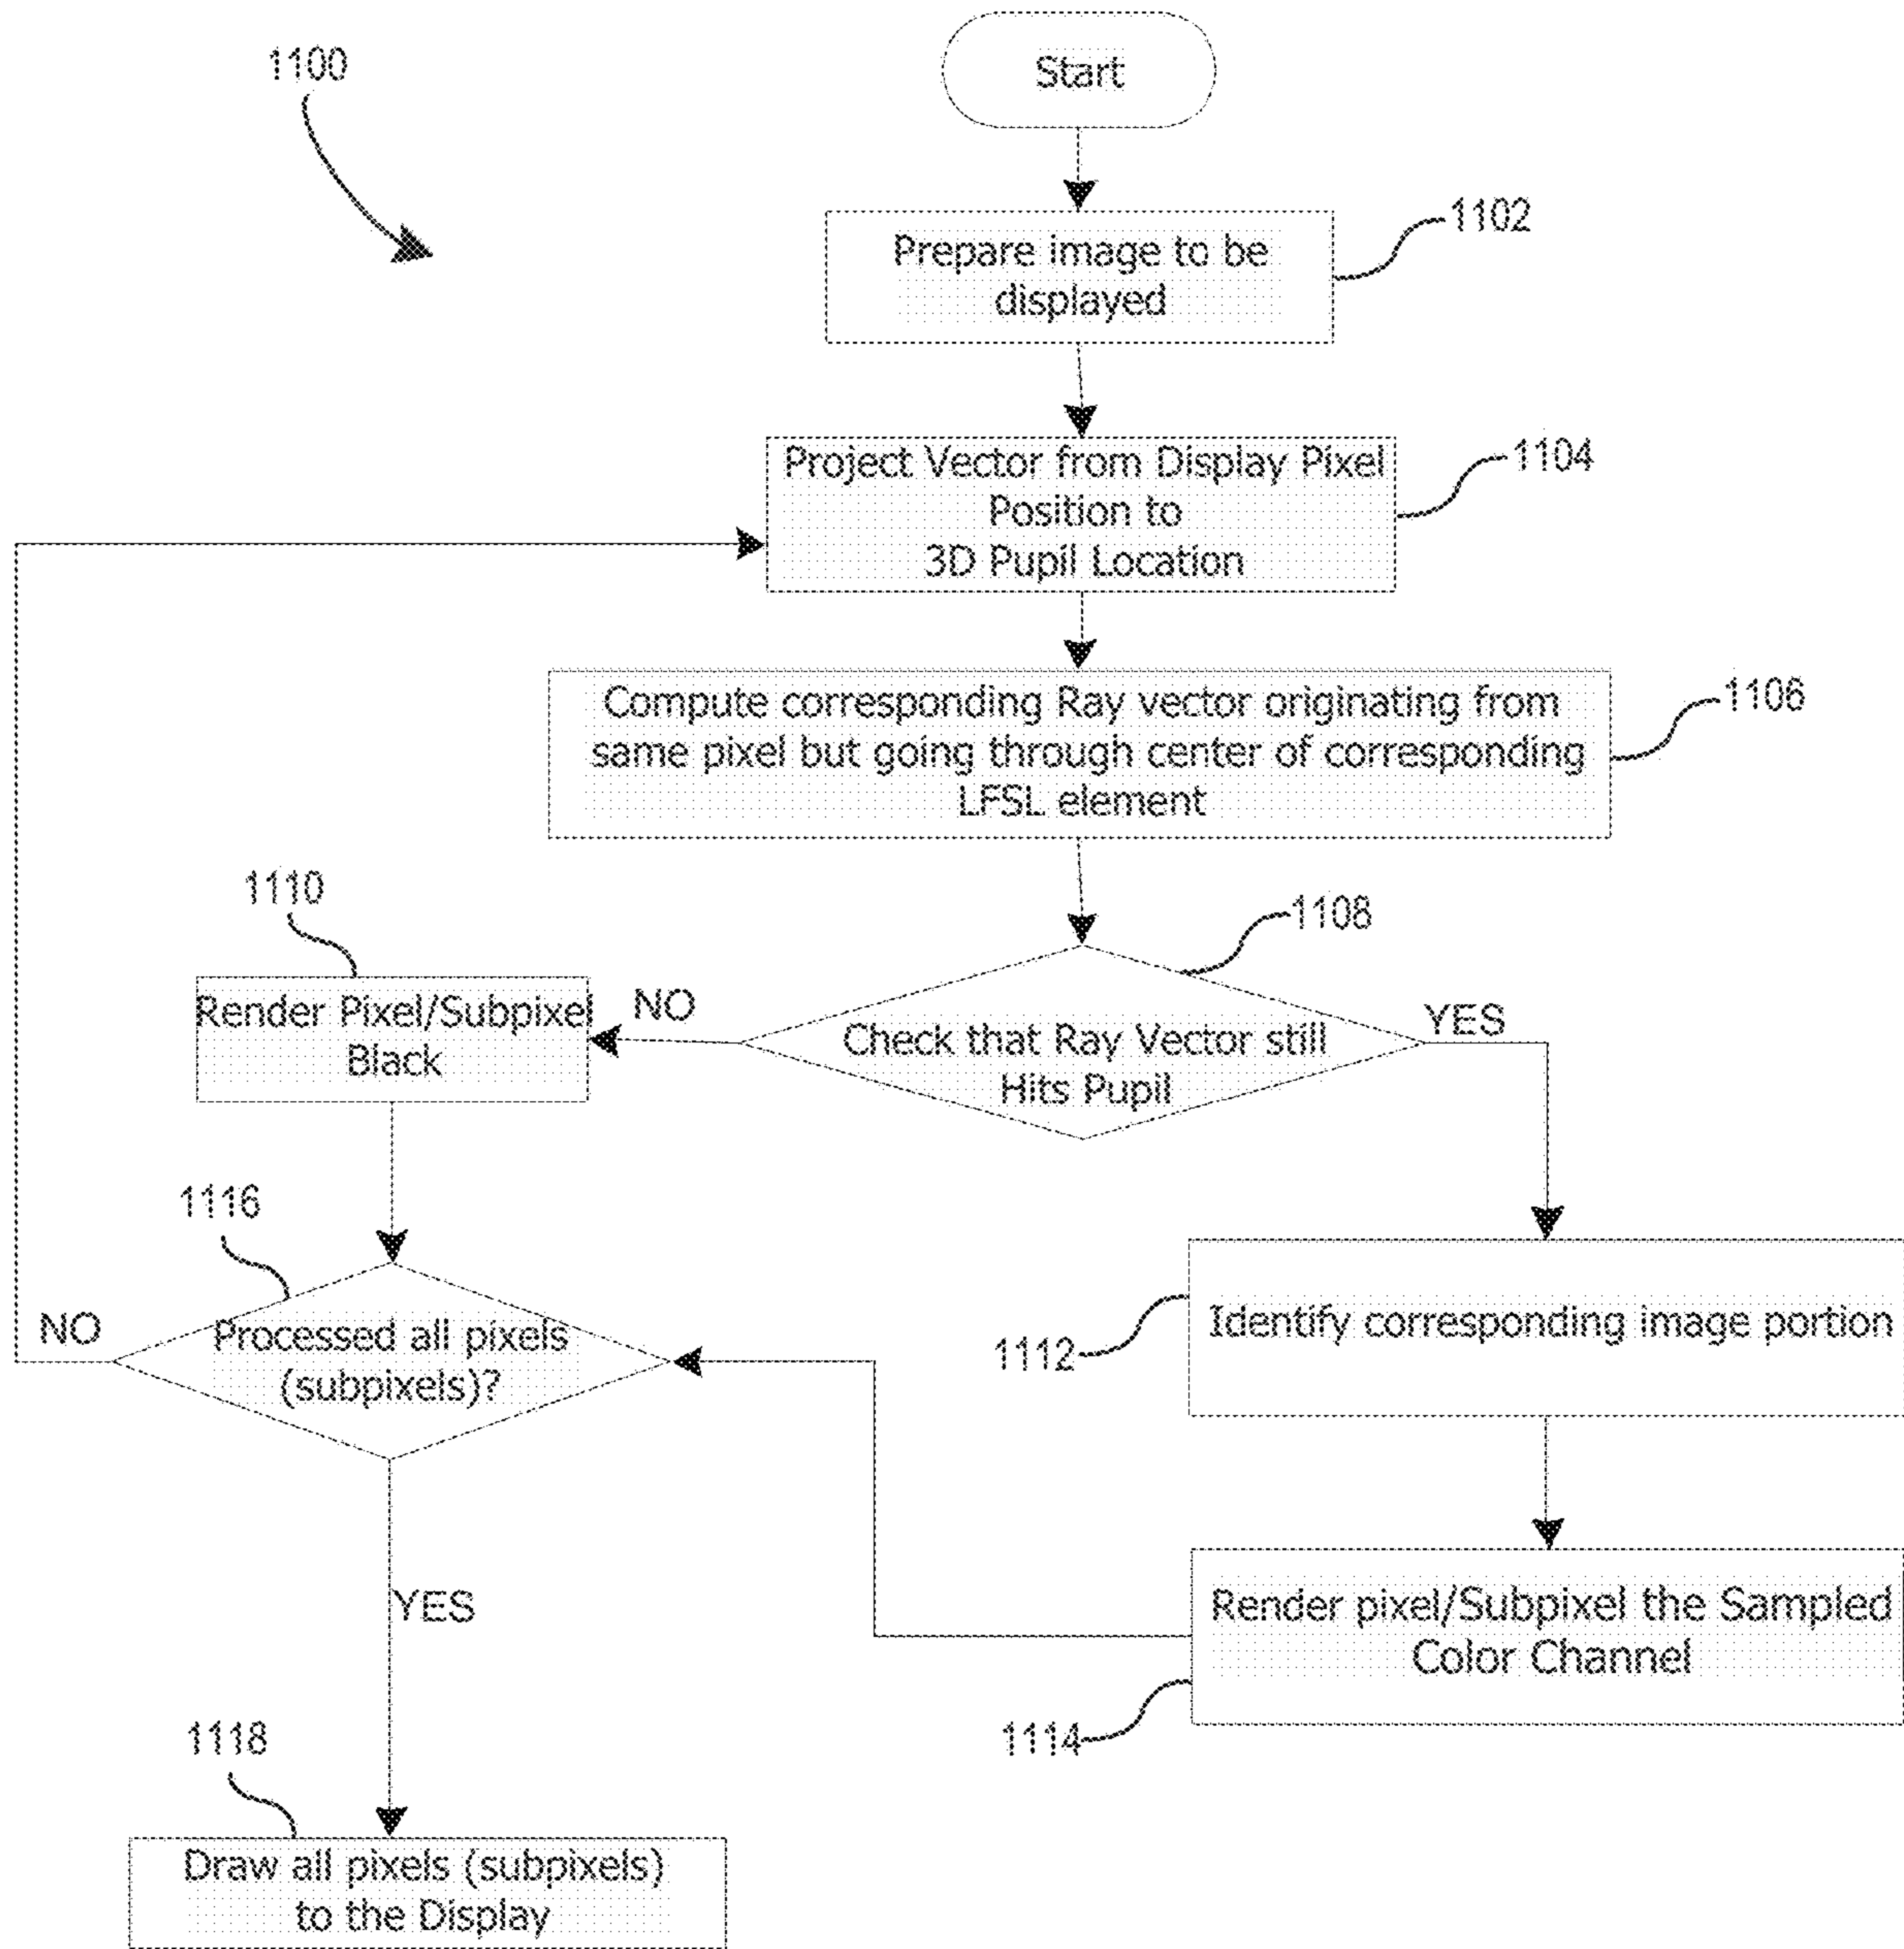 1100
Start
1102
Prepare image to be
displayed
1104
Project Vector from Display Pixel
Position to
3D Pupil Location
1106
Compute corresponding Ray vector originating from
same pixel but going through center of corresponding
LFSL element
1108
Check that Ray Vector still
Hits Pupil
NO
YES
1110
Render Pixel/Subpixel
Black
1112
Identify corresponding image portion
1114
Render pixel/Subpixel the Sampled
Color Channel
1116
Processed all pixels
(subpixels)?
NO
YES
1118
Draw all pixels (subpixels)
to the Display